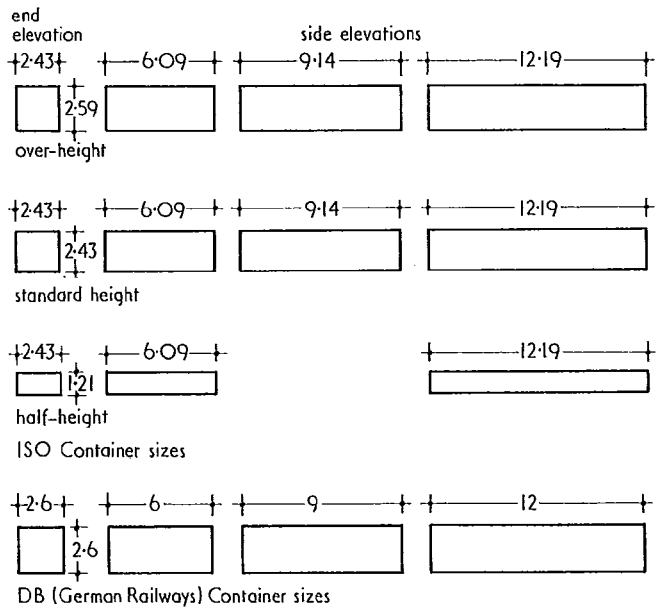 end
elevation
side elevations
2·43 6·09 9·14 12·19
2·59
over-height
2·43 6·09 9·14 12·19
2·43
standard height
2·43 6·09 12·19
1·21
half-height
ISO Container sizes
2·6 6 9 12
2·6
DB (German Railways) Container sizes